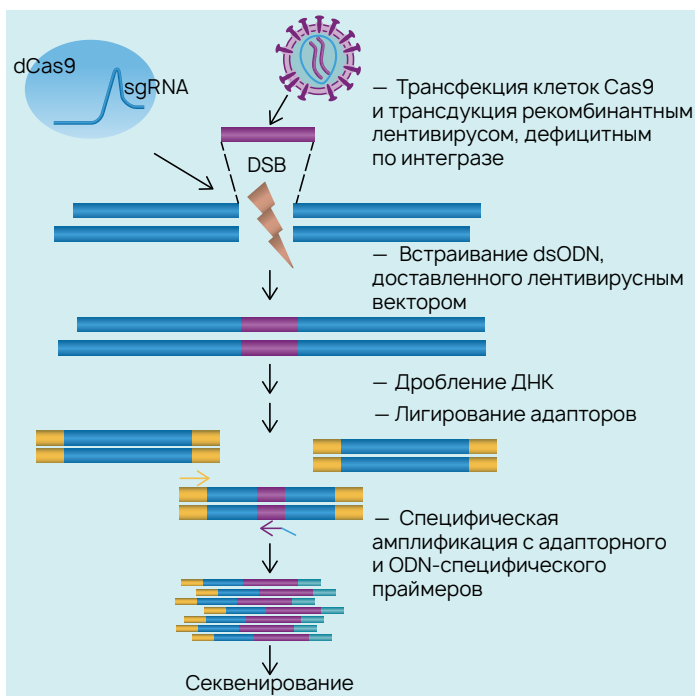 dCas9
sgRNA
— Трансфекция клеток Cas9
и трансдукция рекомбинантным
лентивирусом, дефицитным
по интегразе
DSB
— Встраивание dsODN,
доставленного лентивирусным
вектором
— Дробление ДНК
— Лигирование адапторов
— Специфическая
амплификация с адапторного
и ODN-специфического
праймеров
Секвенирование